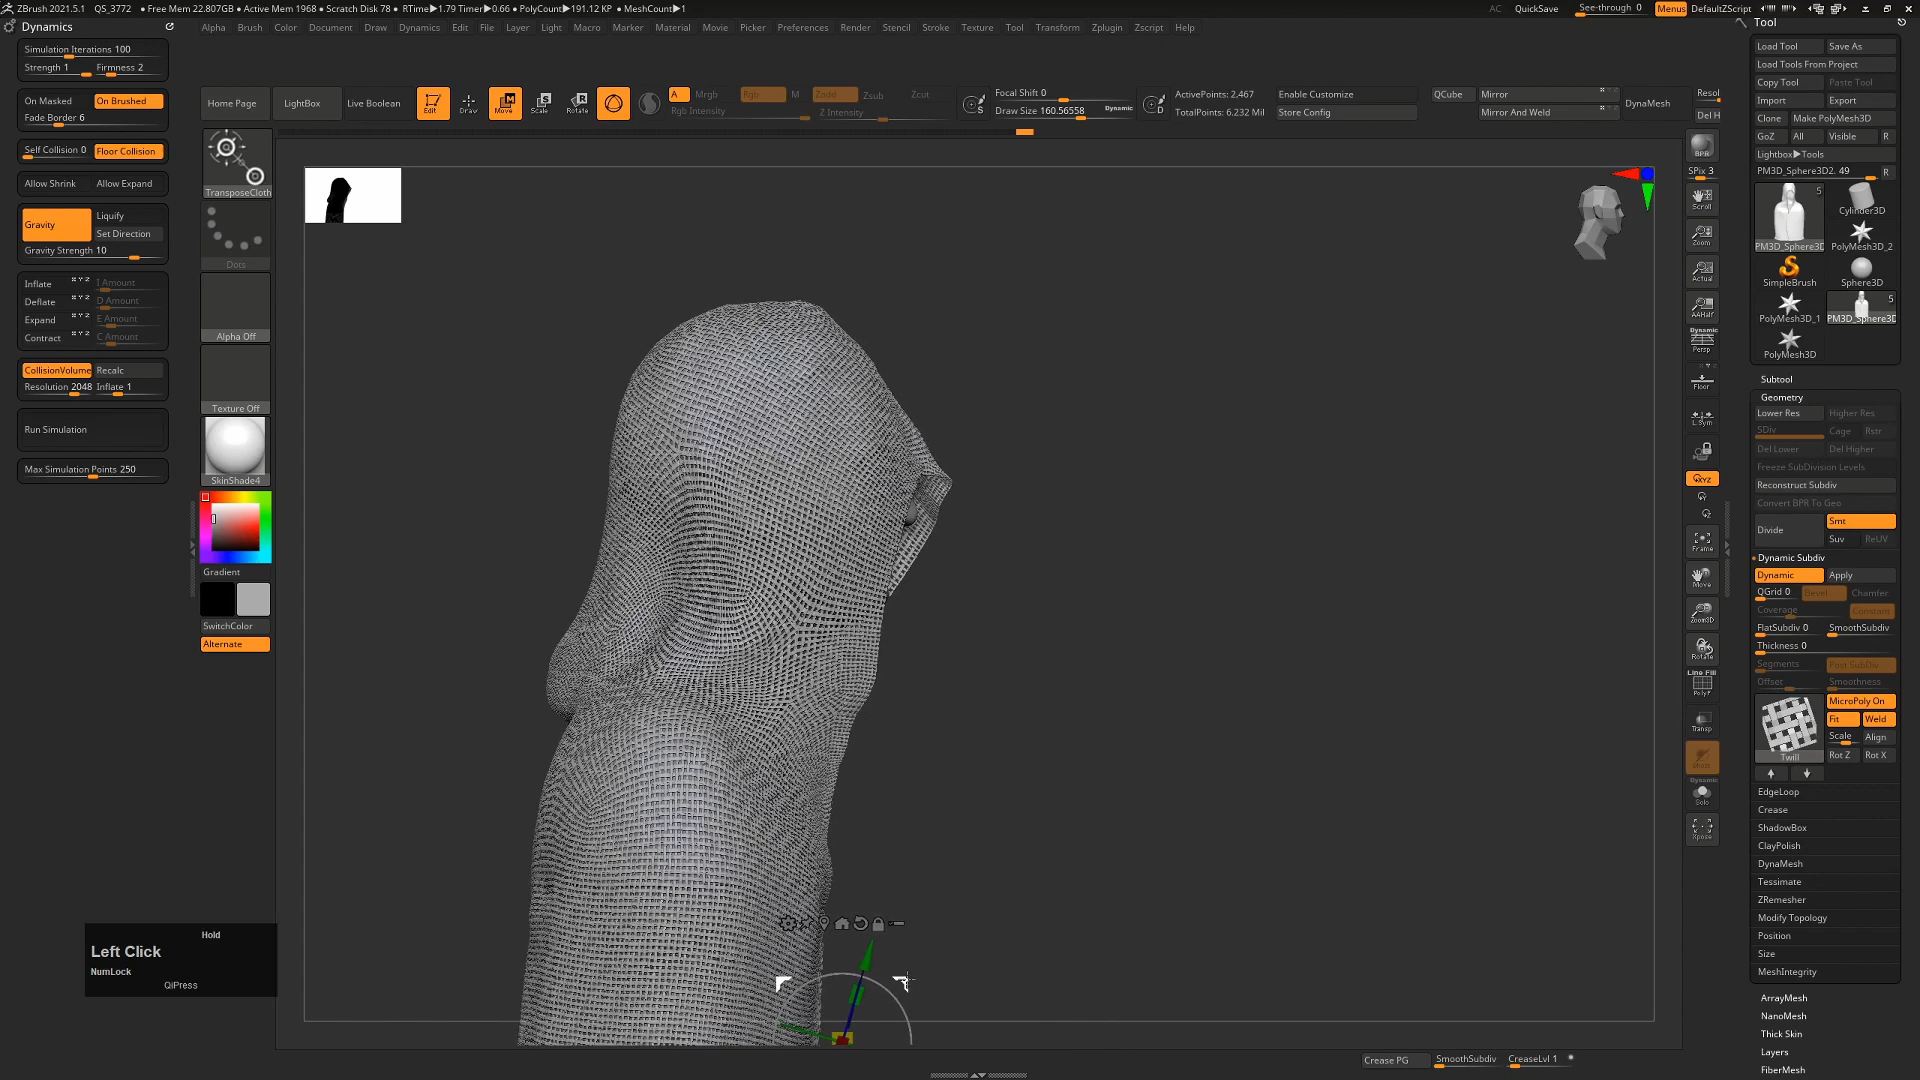 ZBrush 2021.5.1 QS_3772 • Free Mem 22.807GB • Active Mem 1968 • Scratch Disk 78 • RTime▶1.79 Timer▶0.66 • PolyCount▶191.12 KP • MeshCount▶1
AC QuickSave See-through 0 Menus DefaultZScript
Dynamics
Alpha Brush Color Document Draw Dynamics Edit File Layer Light Macro Marker Material Movie Picker Preferences Render Stencil Stroke Texture Tool Transform Zplugin Zscript Help
Simulation Iterations 100
Strength 1 Firmness 2
On Masked On Brushed
Fade Border 6
Self Collision 0 Floor Collision
Allow Shrink Allow Expand
Gravity Liquify
Set Direction
Gravity Strength 10
Inflate I Amount
Deflate D Amount
Expand E Amount
Contract C Amount
CollisionVolume Recalc
Resolution 2048 Inflate 1
Run Simulation
Max Simulation Points 250
Home Page LightBox Live Boolean Edit Draw Move Scale Rotate
A Mrgb Rgb M Zadd Zsub Zcut
Rgb Intensity Z Intensity
Focal Shift 0
Draw Size 160.56558 Dynamic
ActivePoints: 2,467
TotalPoints: 6.232 Mil
Enable Customize
Store Config
QCube Mirror
Mirror And Weld
DynaMesh
Resol
Del H
TransposeCloth
Dots
Alpha Off
Texture Off
SkinShade4
Gradient
SwitchColor
Alternate
Hold
Left Click
NumLock
QiPress
BPR
SPix 3
Scroll
Zoom
Actual
AAHalf
Dynamic
Persp
Floor
L.Sym
XYZ
Frame
Move
Zoom3D
Rotate
Line Fill
PolyF
Transp
Dynamic
Solo
Xpose
Tool
Load Tool Save As
Load Tools From Project
Copy Tool Paste Tool
Import Export
Clone Make PolyMesh3D
GoZ All Visible R
Lightbox▶Tools
PM3D_Sphere3D2. 49 R
5
Cylinder3D
PM3D_Sphere3D PolyMesh3D_2
SimpleBrush Sphere3D
5
PolyMesh3D_1 PM3D_Sphere3D
PolyMesh3D
Subtool
Geometry
Lower Res Higher Res
SDiv Cage Rstr
Del Lower Del Higher
Freeze SubDivision Levels
Reconstruct Subdiv
Convert BPR To Geo
Divide Smt
Suv ReUV
Dynamic Subdiv
Dynamic Apply
QGrid 0 Bevel Chamfer
Coverage Constant
FlatSubdiv 0 SmoothSubdiv
Thickness 0
Segments Post SubDiv
Offset Smoothness
MicroPoly On
Fit Weld
Scale Align
Twill Rot Z Rot X
EdgeLoop
Crease
ShadowBox
ClayPolish
DynaMesh
Tessimate
ZRemesher
Modify Topology
Position
Size
MeshIntegrity
ArrayMesh
NanoMesh
Thick Skin
Layers
FiberMesh
Crease PG SmoothSubdiv CreaseLvl 1